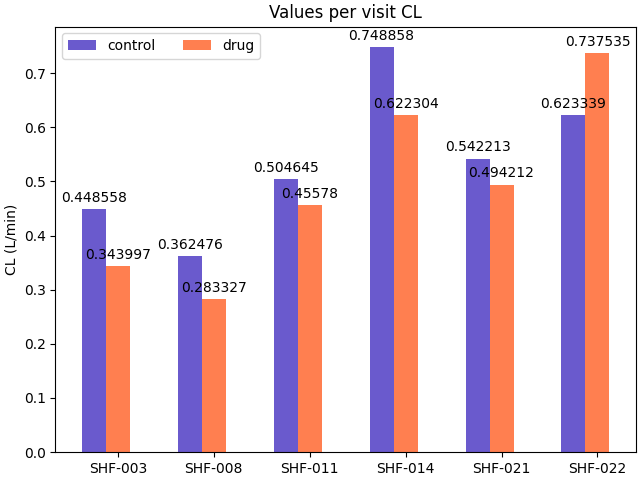 Values per visit CL
control
drug
CL (L/min)
0.7
0.6
0.5
0.4
0.3
0.2
0.1
0.0
0.448558
0.343997
0.362476
0.283327
0.504645
0.45578
0.748858
0.622304
0.542213
0.494212
0.623339
0.737535
SHF-003
SHF-008
SHF-011
SHF-014
SHF-021
SHF-022